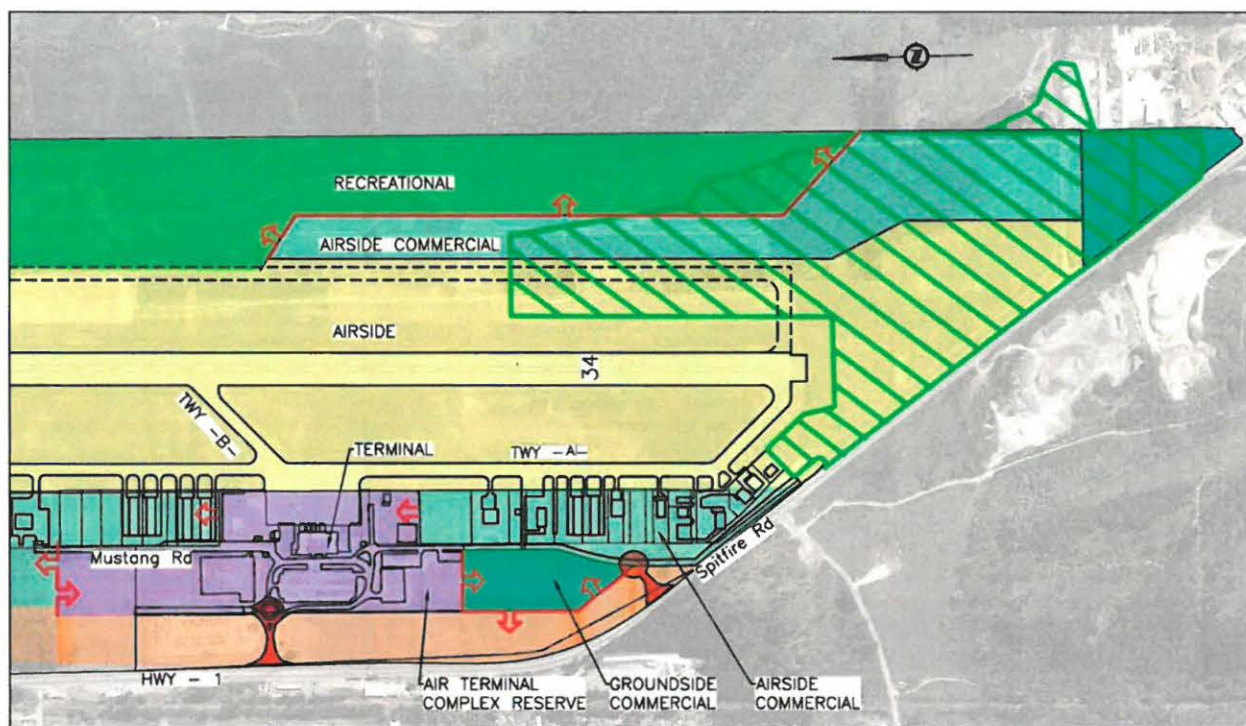 Z
RECREATIONAL
AIRSIDE COMMERCIAL
AIRSIDE
34
TWY -B-
TERMINAL
TWY -A-
Mustang Rd
Spitfire Rd
HWY - 1
AIR TERMINAL
COMPLEX RESERVE
GROUNDSIDE
COMMERCIAL
AIRSIDE
COMMERCIAL